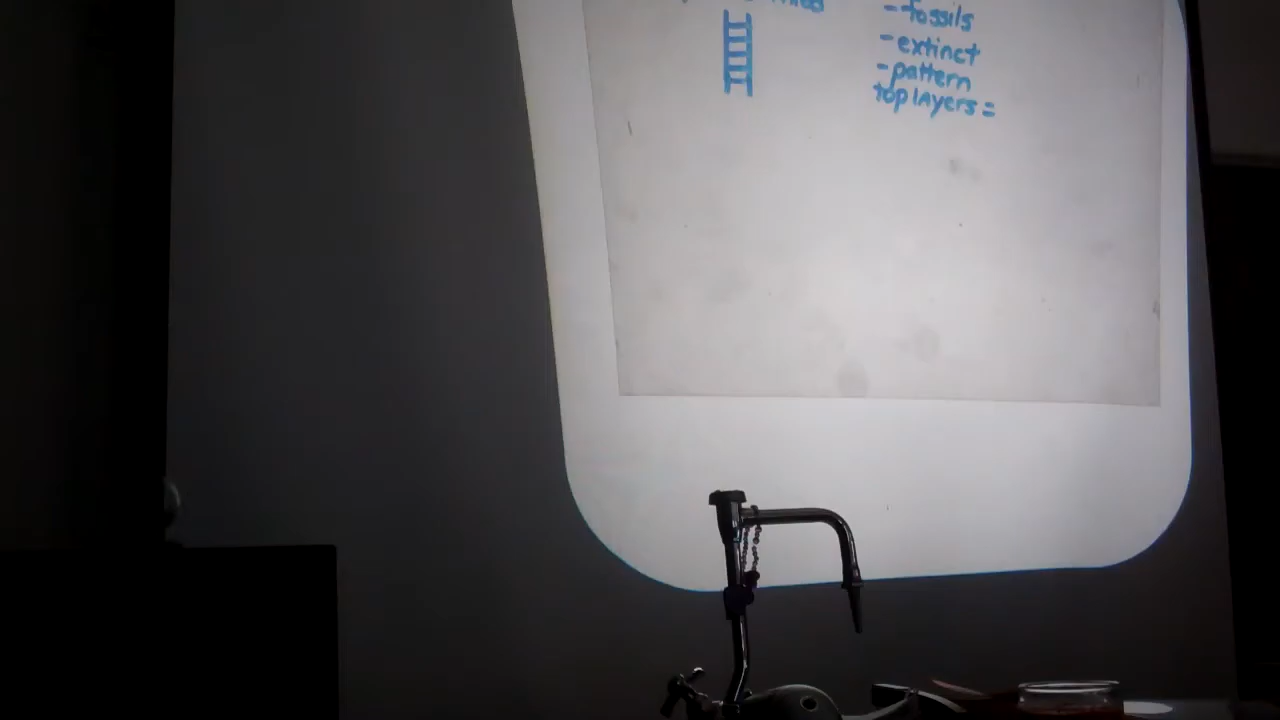 - fossils
- extinct
- pattern
top layers =